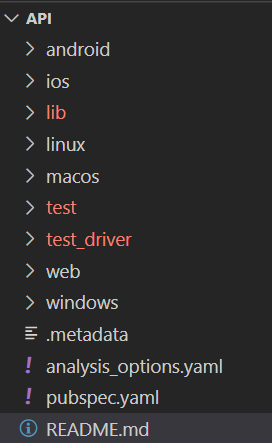 API
android
ios
lib
linux
macos
test
test_driver
web
windows
.metadata
! analysis_options.yaml
! pubspec.yaml
README.md